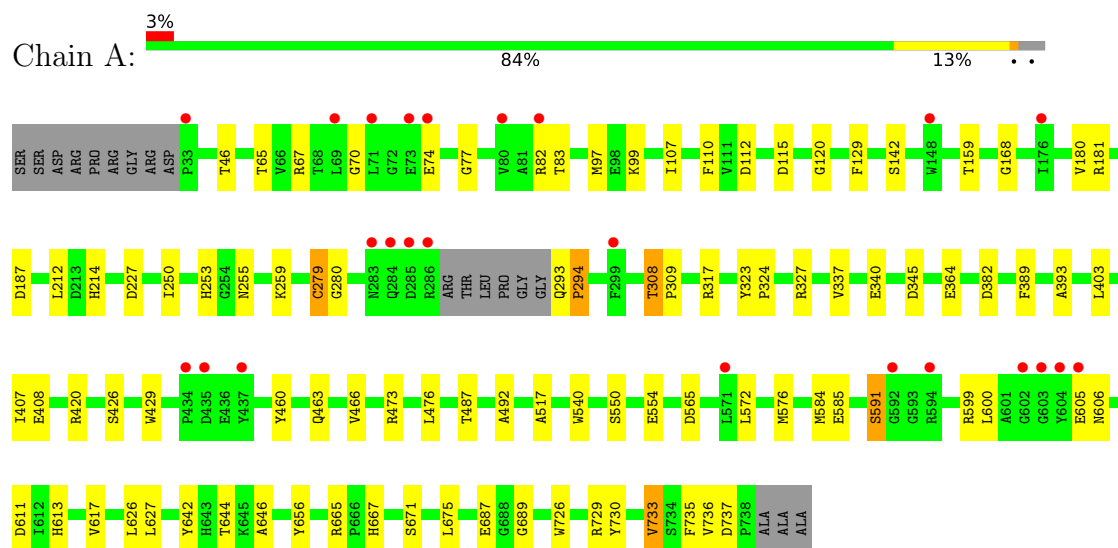 3%
Chain A:
84% 13% • •
SER SER ASP ARG PRO ARG GLY ARG ASP P33 T46 T65 V66 R67 T68 L69 G70 L71 G72 E73 E74 G77 V80 A81 R82 T83 M97 E98 K99 I107 F110 V111 D112 D115 G120 F129 S142 W148 T159 G168 I176 V180 R181
D187 L212 D213 H214 D227 I250 H253 G254 N255 K259 C279 G280 N283 Q284 D285 R286 ARG THR LEU PRO GLY GLY Q293 P294 F299 T308 P309 R317 Y323 P324 R327 V337 E340 D345 E364 D382 F389 A393 L403
I407 E408 R420 S426 W429 P434 D435 E436 Y437 Y460 Q463 V466 R473 L476 T487 A492 A517 W540 S550 E554 D565 L571 L572 M576 M584 E585 S591 G592 G593 R594 R599 L600 A601 G602 G603 Y604 E605 N606
D611 I612 H613 V617 L626 L627 Y642 H643 T644 K645 A646 Y656 R665 P666 H667 S671 L675 E687 G688 G689 W726 R729 Y730 V733 S734 F735 V736 D737 P738 ALA ALA ALA